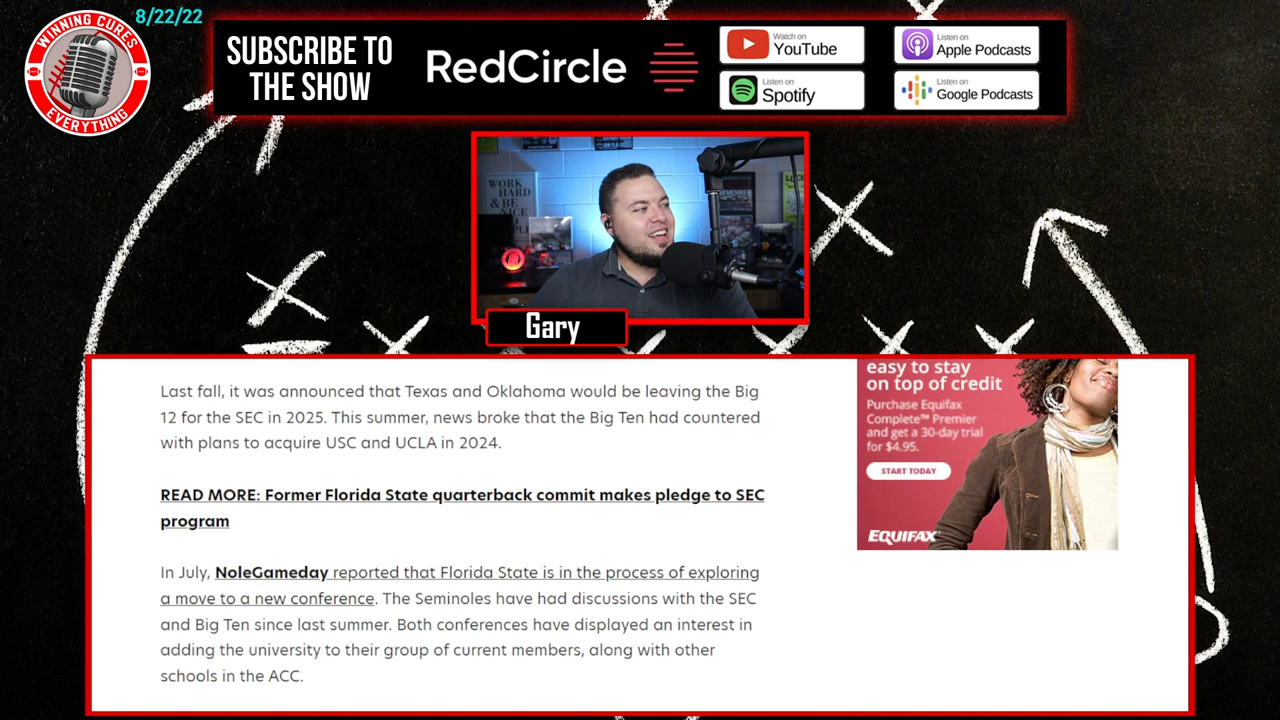 8/22/22
WINNING CURES
EVERYTHING
SUBSCRIBE TO
THE SHOW
RedCircle
Watch on
YouTube
Listen on
Spotify
Listen on
Apple Podcasts
Listen on
Google Podcasts
WORK
HARD
& BE
NICE
Gary
Last fall, it was announced that Texas and Oklahoma would be leaving the Big
12 for the SEC in 2025. This summer, news broke that the Big Ten had countered
with plans to acquire USC and UCLA in 2024.
READ MORE: Former Florida State quarterback commit makes pledge to SEC
program
In July, NoleGameday reported that Florida State is in the process of exploring
a move to a new conference. The Seminoles have had discussions with the SEC
and Big Ten since last summer. Both conferences have displayed an interest in
adding the university to their group of current members, along with other
schools in the ACC.
easy to stay
on top of credit
Purchase Equifax
Complete™ Premier
and get a 30-day trial
for $4.95.
START TODAY
EQUIFAX